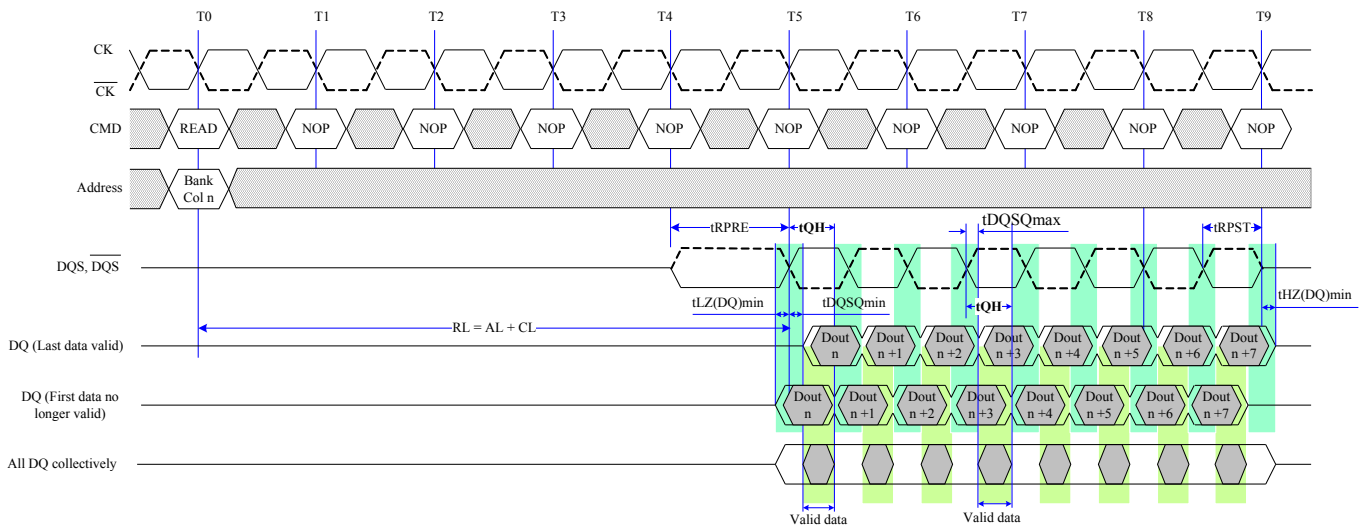 T0 T1 T2 T3 T4 T5 T6 T7 T8 T9
CK
CK
CMD READ NOP NOP NOP NOP NOP NOP NOP NOP NOP
Address Bank
Col n
tRPRE tQH tDQSQmax tRPST
DQS, DQS
tLZ(DQ)min tDQSQmin tQH tHZ(DQ)min
RL = AL + CL
DQ (Last data valid) Dout Dout Dout Dout Dout Dout Dout Dout
n n +1 n +2 n +3 n +4 n +5 n +6 n +7
DQ (First data no Dout Dout Dout Dout Dout Dout Dout Dout
longer valid) n n +1 n +2 n +3 n +4 n +5 n +6 n +7
All DQ collectively
Valid data Valid data